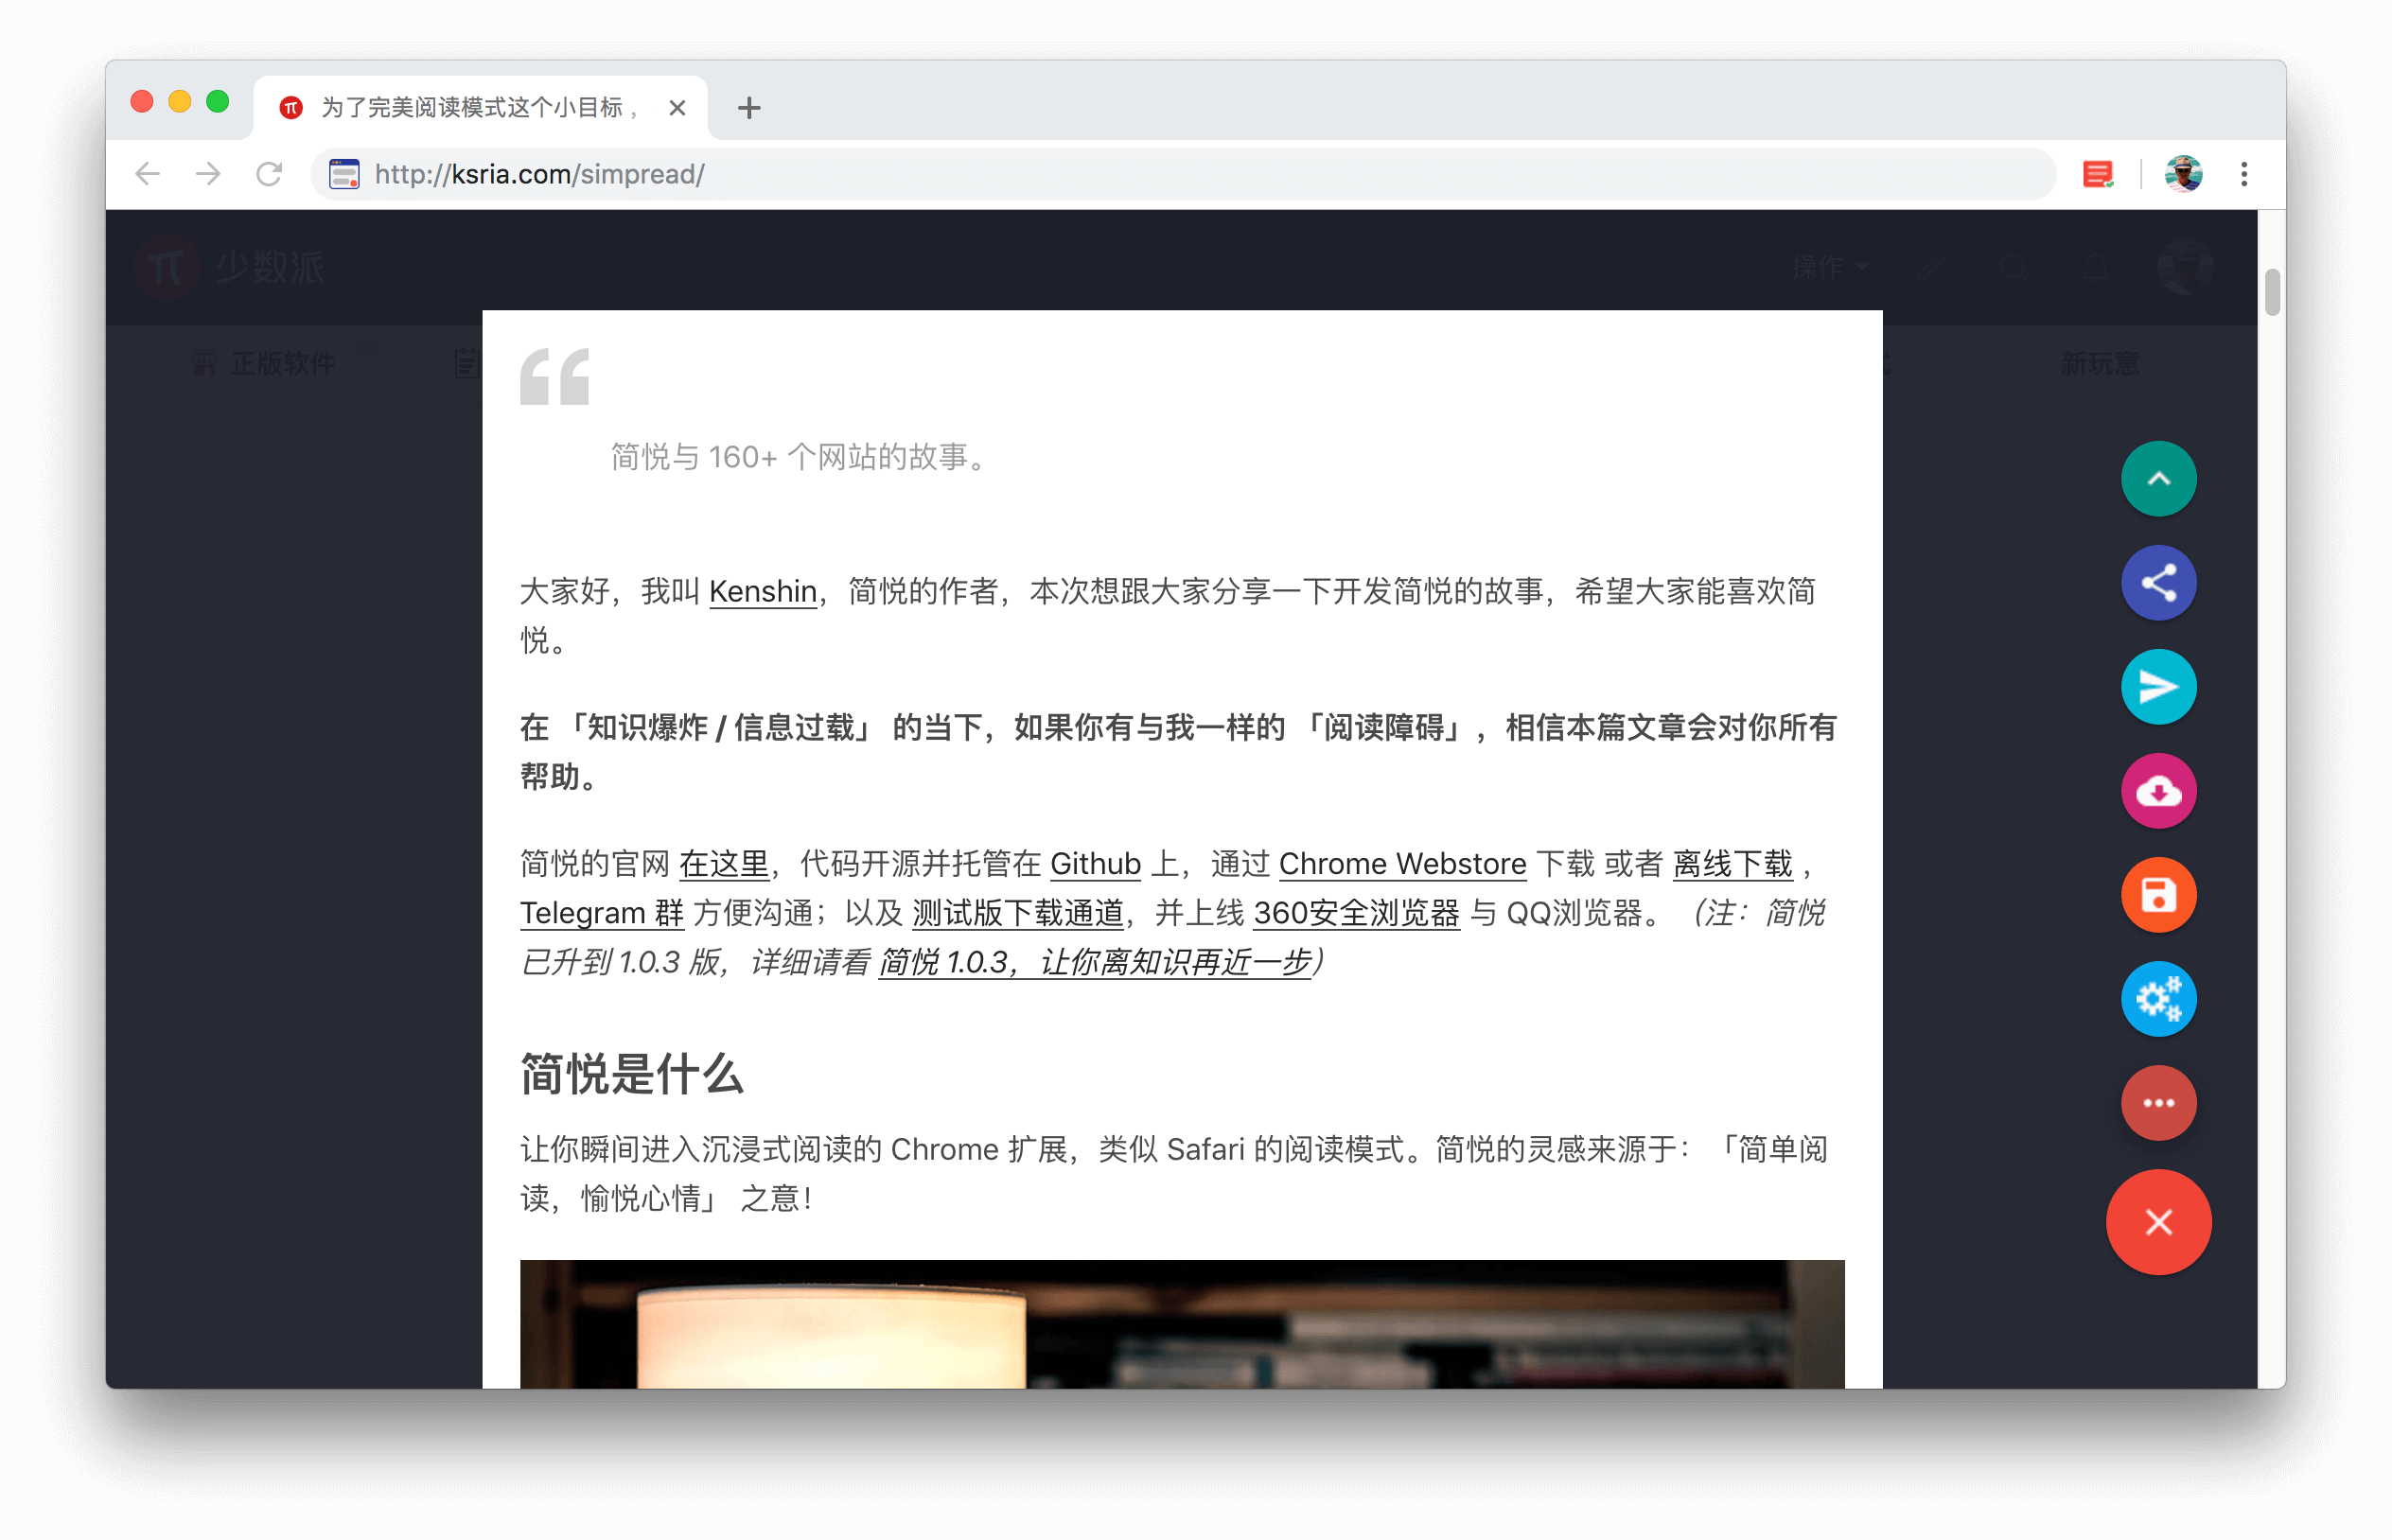 为了完美阅读模式这个小目标，
http://ksria.com/simpread/
少数派
操作
正版软件
新玩意
简悦与 160+ 个网站的故事。
大家好，我叫 Kenshin，简悦的作者，本次想跟大家分享一下开发简悦的故事，希望大家能喜欢简
悦。
在 「知识爆炸 / 信息过载」 的当下，如果你有与我一样的 「阅读障碍」，相信本篇文章会对你所有
帮助。
简悦的官网 在这里，代码开源并托管在 Github 上，通过 Chrome Webstore 下载 或者 离线下载 ，
Telegram 群 方便沟通；以及 测试版下载通道，并上线 360安全浏览器 与 QQ浏览器。（注：简悦
已升到 1.0.3 版，详细请看 简悦 1.0.3，让你离知识再近一步）
简悦是什么
让你瞬间进入沉浸式阅读的 Chrome 扩展，类似 Safari 的阅读模式。简悦的灵感来源于：「简单阅
读，愉悦心情」 之意！